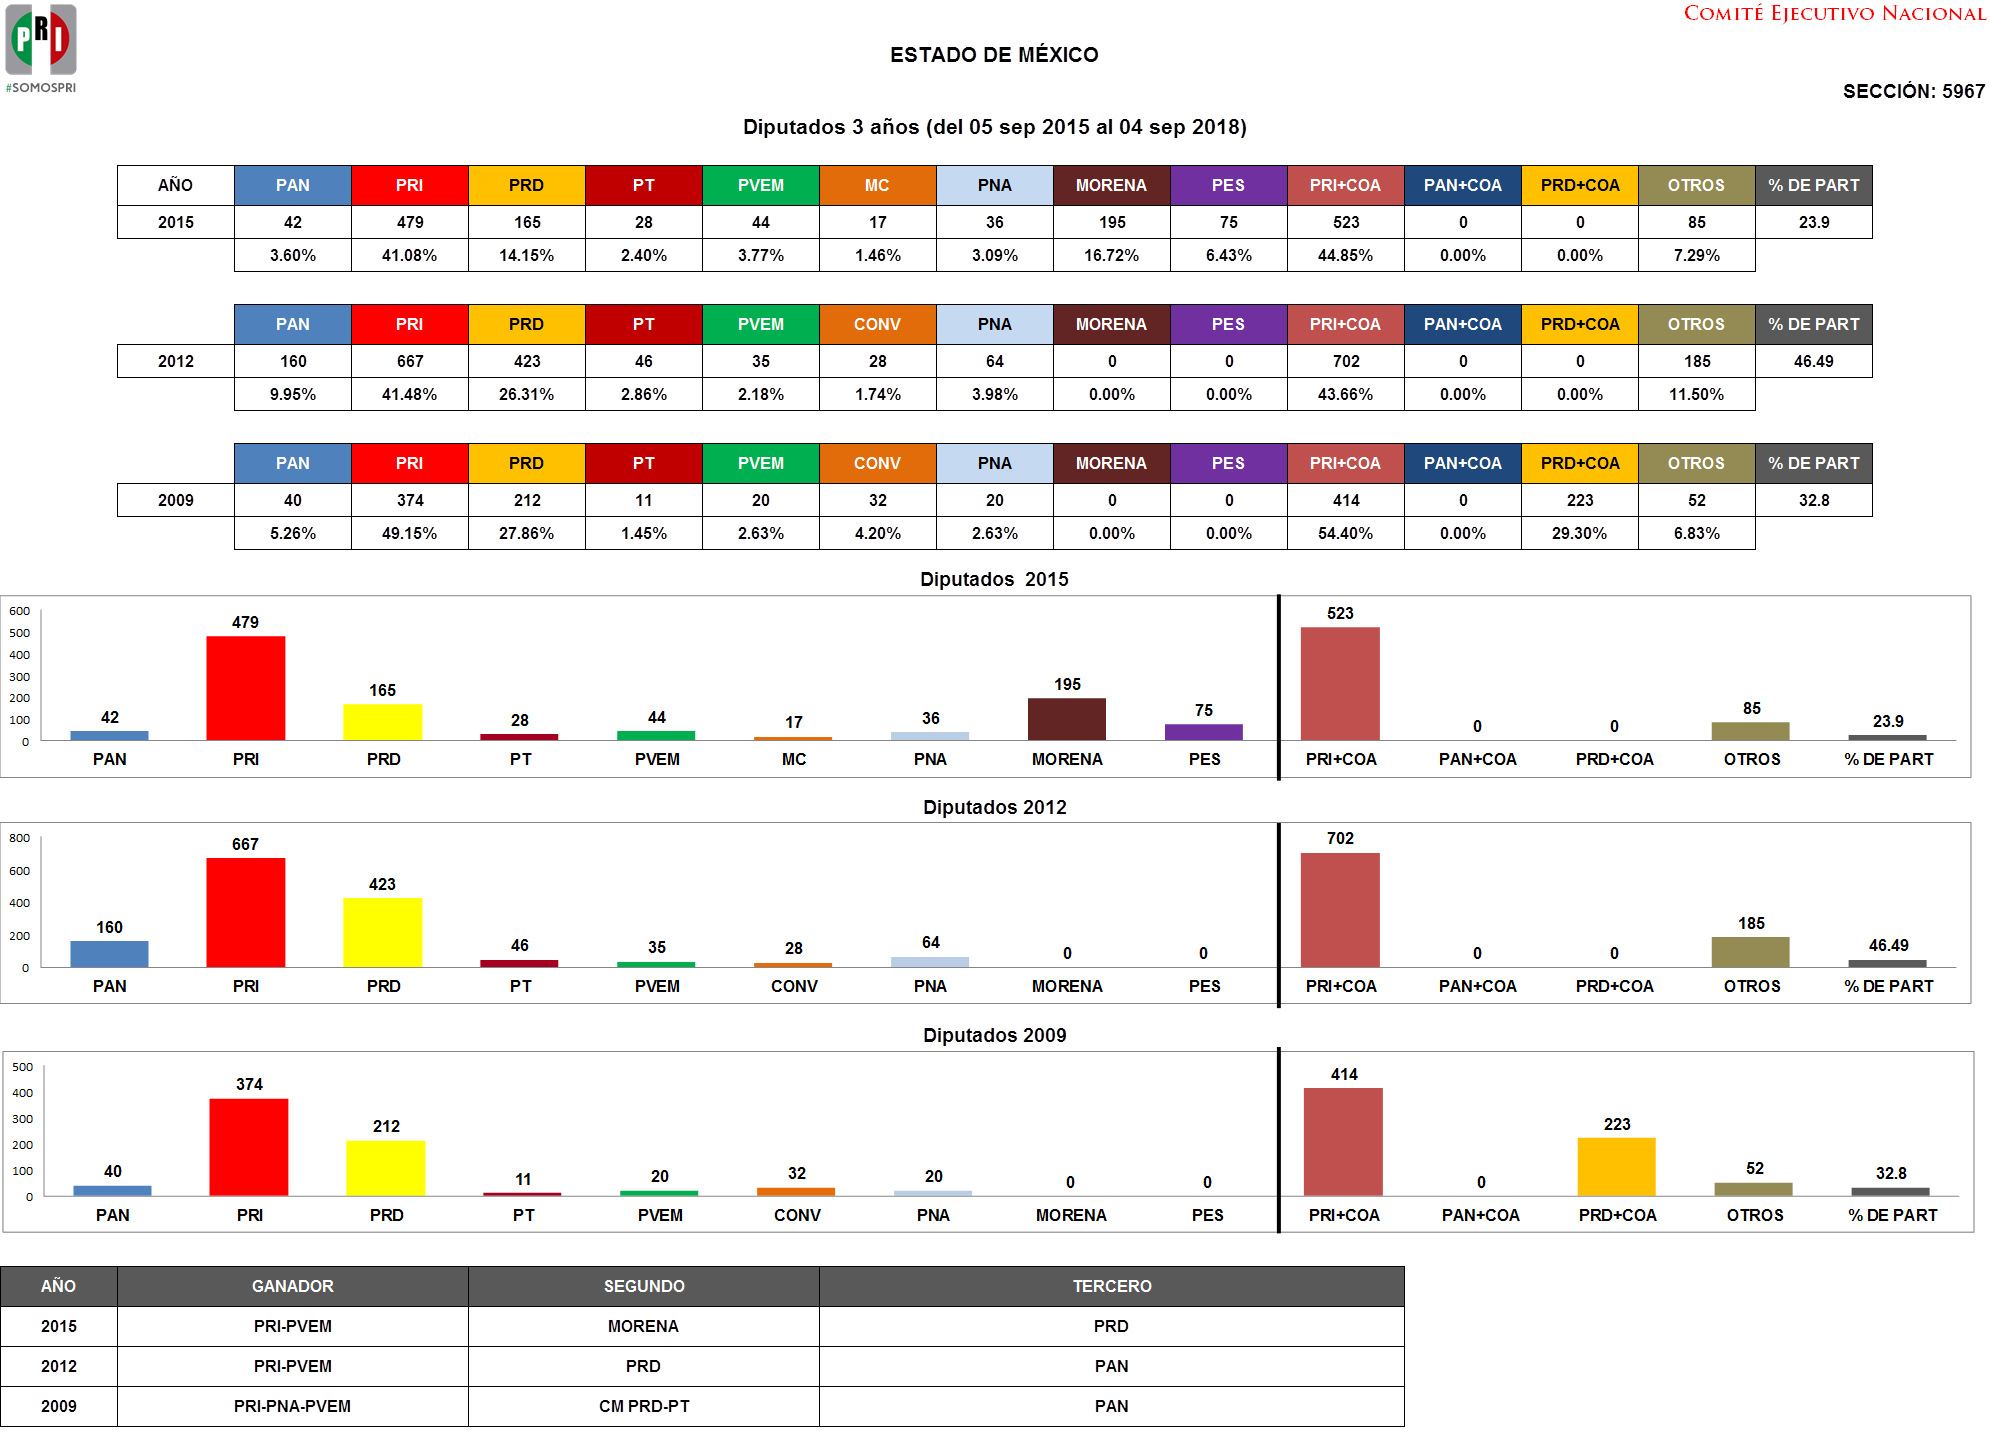 PRI
#SOMOSPRI
COMITÉ EJECUTIVO NACIONAL
ESTADO DE MÉXICO
SECCIÓN: 5967
Diputados 3 años (del 05 sep 2015 al 04 sep 2018)
AÑO PAN PRI PRD PT PVEM MC PNA MORENA PES PRI+COA PAN+COA PRD+COA OTROS % DE PART
2015 42 479 165 28 44 17 36 195 75 523 0 0 85 23.9
3.60% 41.08% 14.15% 2.40% 3.77% 1.46% 3.09% 16.72% 6.43% 44.85% 0.00% 0.00% 7.29%
PAN PRI PRD PT PVEM CONV PNA MORENA PES PRI+COA PAN+COA PRD+COA OTROS % DE PART
2012 160 667 423 46 35 28 64 0 0 702 0 0 185 46.49
9.95% 41.48% 26.31% 2.86% 2.18% 1.74% 3.98% 0.00% 0.00% 43.66% 0.00% 0.00% 11.50%
PAN PRI PRD PT PVEM CONV PNA MORENA PES PRI+COA PAN+COA PRD+COA OTROS % DE PART
2009 40 374 212 11 20 32 20 0 0 414 0 223 52 32.8
5.26% 49.15% 27.86% 1.45% 2.63% 4.20% 2.63% 0.00% 0.00% 54.40% 0.00% 29.30% 6.83%
Diputados 2015
600
500
400
300
200
100
0
42 479 165 28 44 17 36 195 75 523 0 0 85 23.9
PAN PRI PRD PT PVEM MC PNA MORENA PES PRI+COA PAN+COA PRD+COA OTROS % DE PART
Diputados 2012
800
600
400
200
0
160 667 423 46 35 28 64 0 0 702 0 0 185 46.49
PAN PRI PRD PT PVEM CONV PNA MORENA PES PRI+COA PAN+COA PRD+COA OTROS % DE PART
Diputados 2009
500
400
300
200
100
0
40 374 212 11 20 32 20 0 0 414 0 223 52 32.8
PAN PRI PRD PT PVEM CONV PNA MORENA PES PRI+COA PAN+COA PRD+COA OTROS % DE PART
AÑO GANADOR SEGUNDO TERCERO
2015 PRI-PVEM MORENA PRD
2012 PRI-PVEM PRD PAN
2009 PRI-PNA-PVEM CM PRD-PT PAN